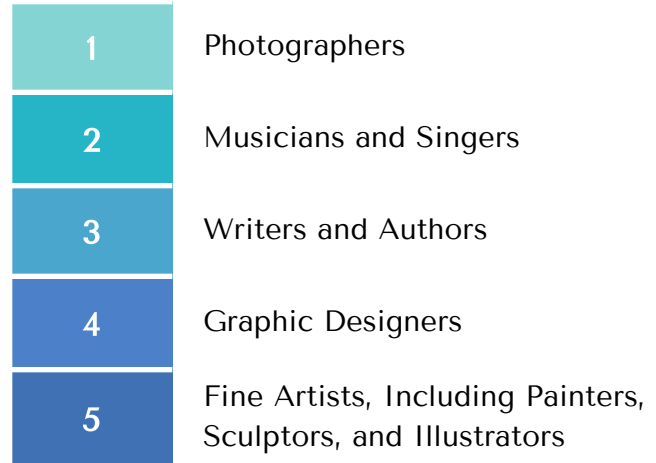 1
Photographers
2
Musicians and Singers
3
Writers and Authors
4
Graphic Designers
5
Fine Artists, Including Painters,
Sculptors, and Illustrators